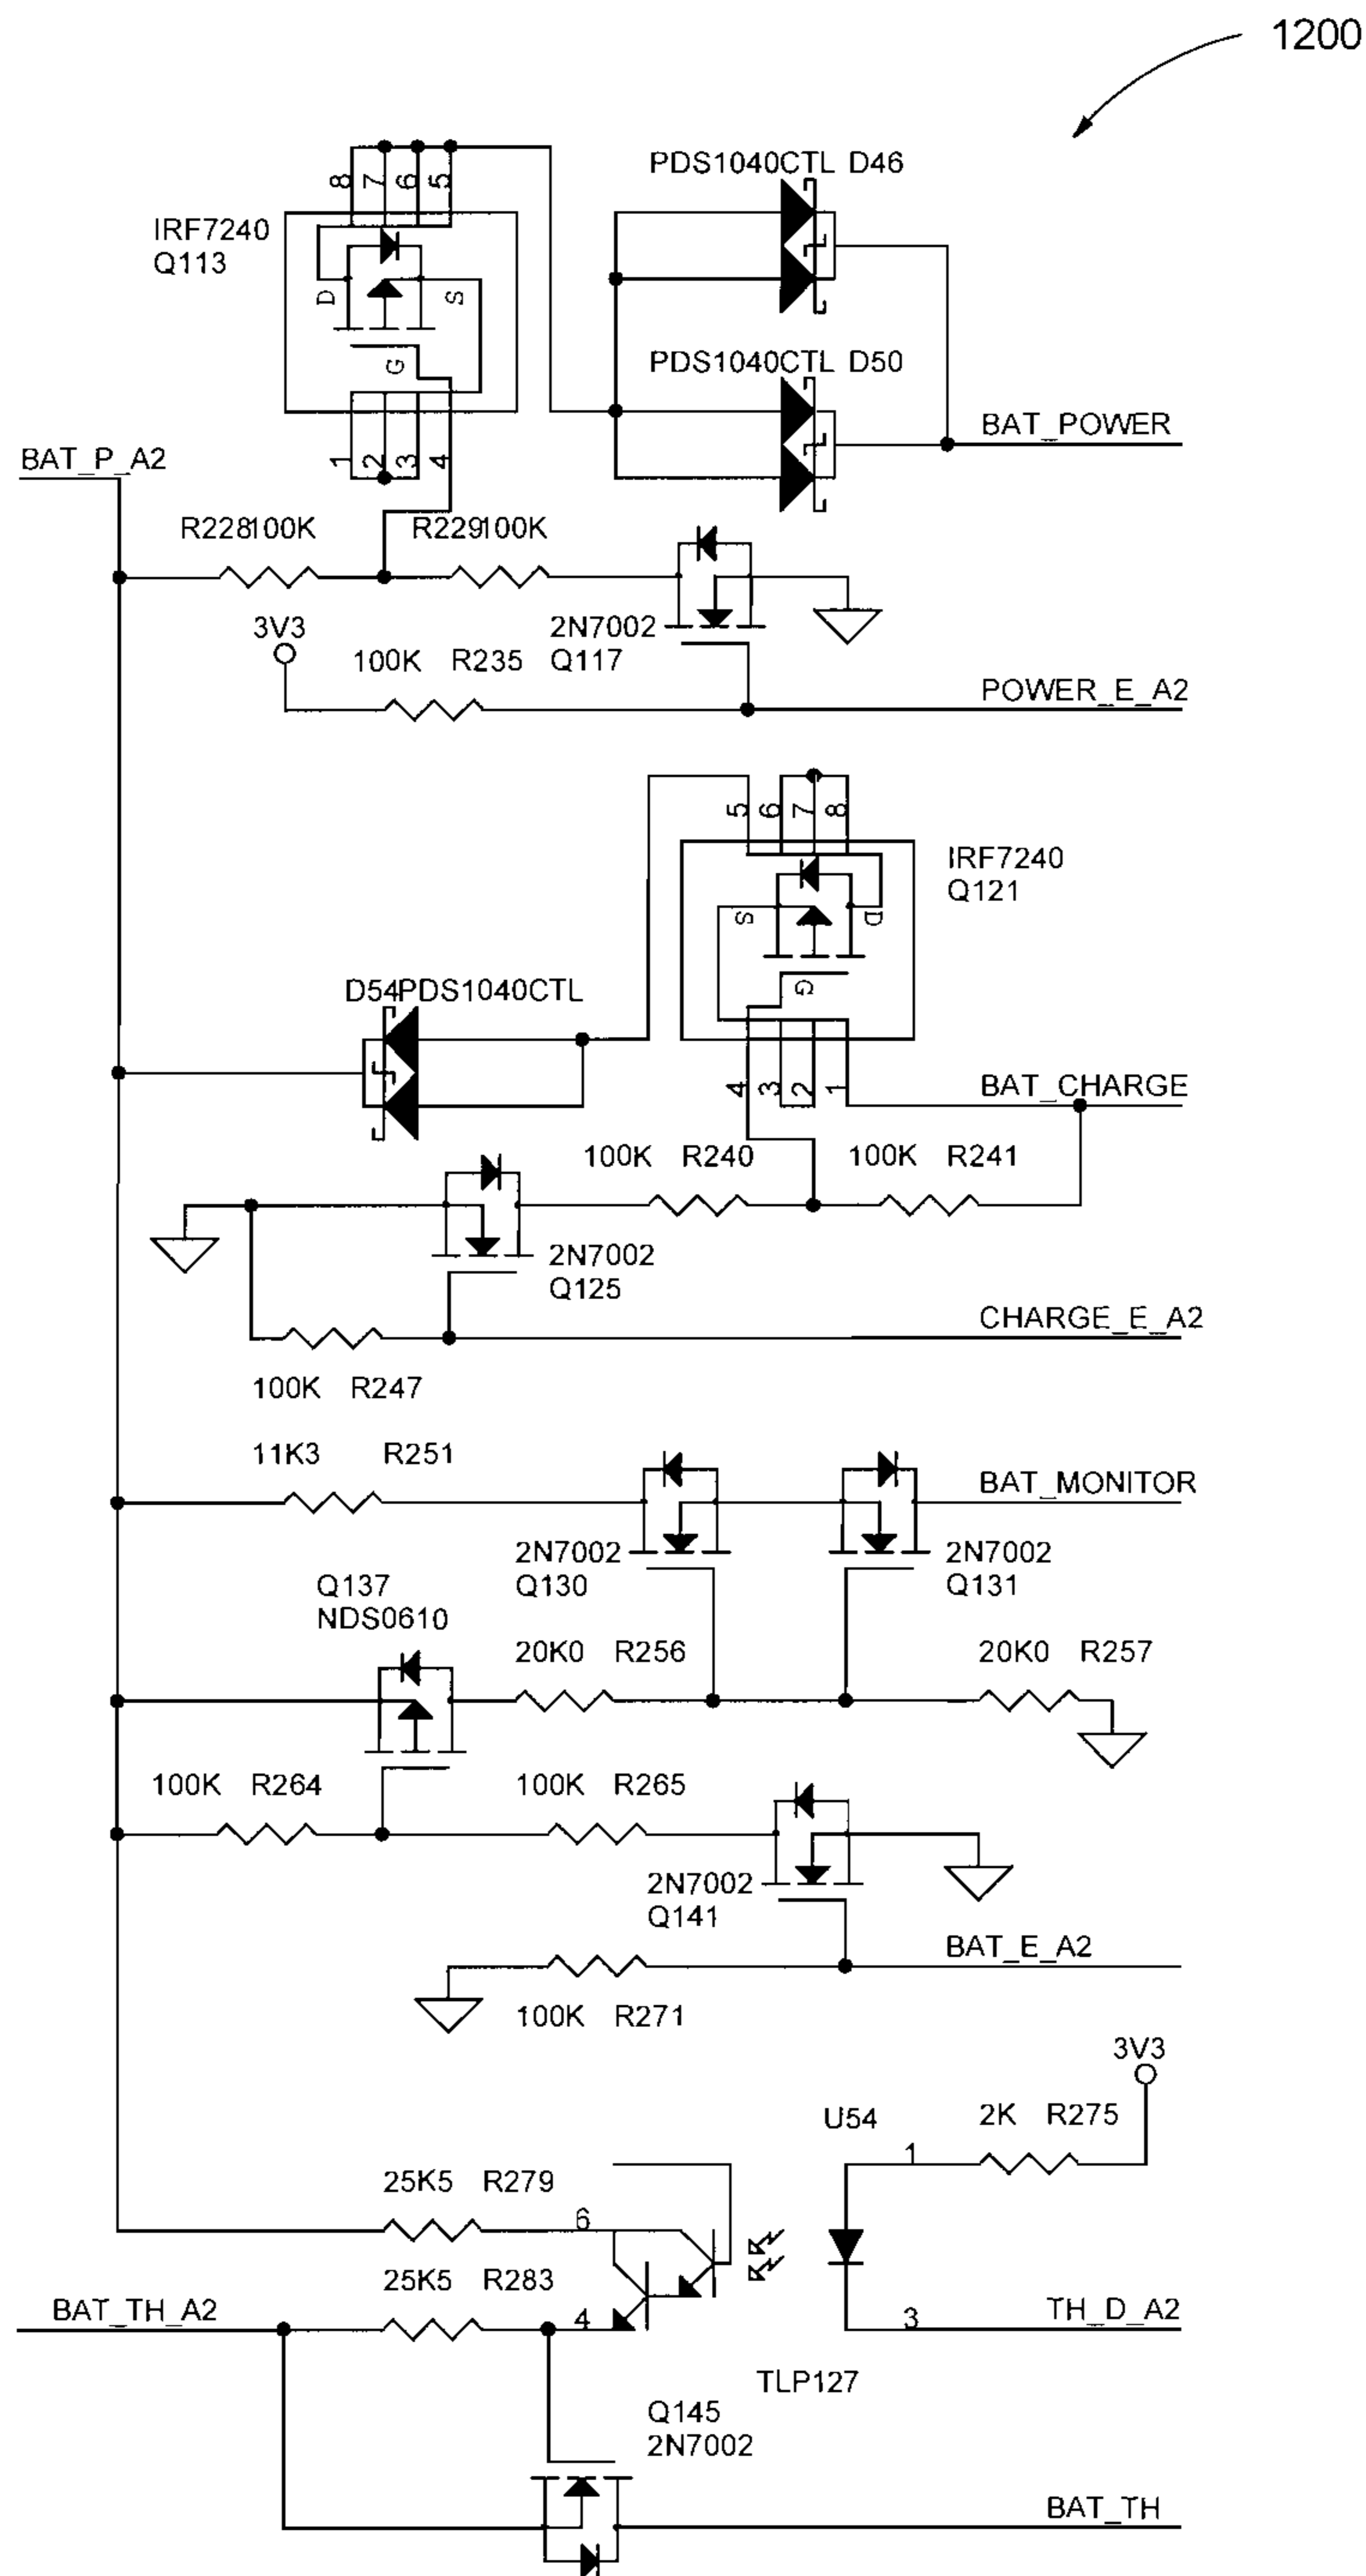 1200
PDS1040CTL D46
8 7 6 5
IRF7240
Q113
D S
G
PDS1040CTL D50
BAT_POWER
BAT_P_A2
1 2 3 4
R228100K R229100K
3V3
2N7002
Q117
100K R235
POWER_E_A2
5 6 7 8
IRF7240
Q121
S D
G
D54PDS1040CTL
4 3 2 1
BAT_CHARGE
100K R240 100K R241
2N7002
Q125
CHARGE_E_A2
100K R247
11K3 R251
BAT_MONITOR
2N7002
Q130
2N7002
Q131
Q137
NDS0610
20K0 R256 20K0 R257
100K R264 100K R265
2N7002
Q141
BAT_E_A2
100K R271
3V3
U54 2K R275
1
25K5 R279
6
25K5 R283
BAT_TH_A2
4
3
TH_D_A2
TLP127
Q145
2N7002
BAT_TH